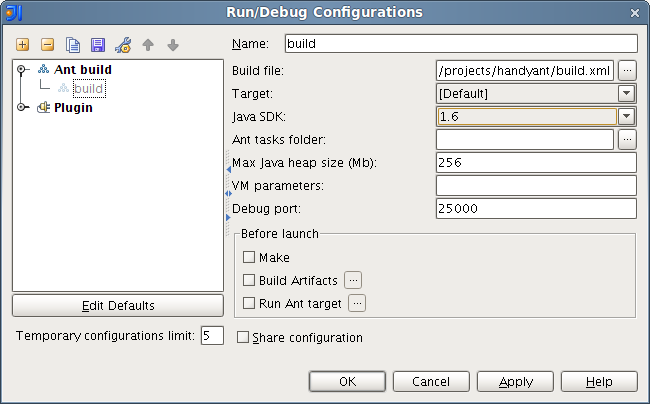 Run/Debug Configurations
Name: build
Ant build
build
Plugin
Build file: /projects/handyant/build.xml ...
Target: [Default]
Java SDK: 1.6
Ant tasks folder: ...
Max Java heap size (Mb): 256
VM parameters:
Debug port: 25000
Before launch
Make
Build Artifacts ...
Run Ant target ...
Edit Defaults
Temporary configurations limit: 5
Share configuration
OK Cancel Apply Help